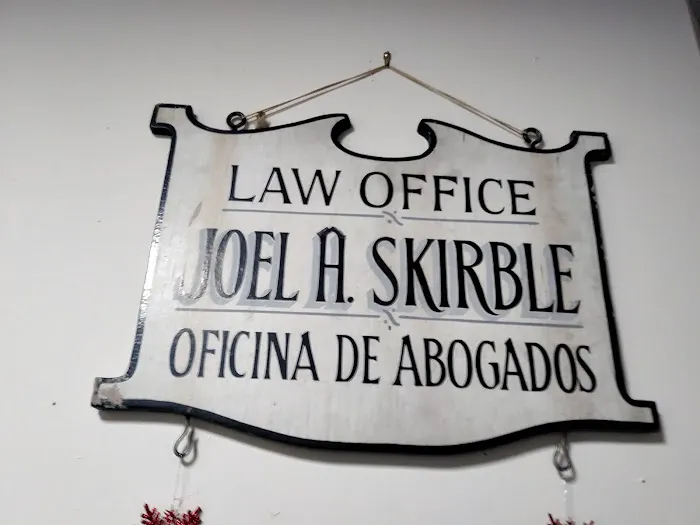 LAW OFFICE
JOEL A. SKIRBLE
OFICINA DE ABOGADOS